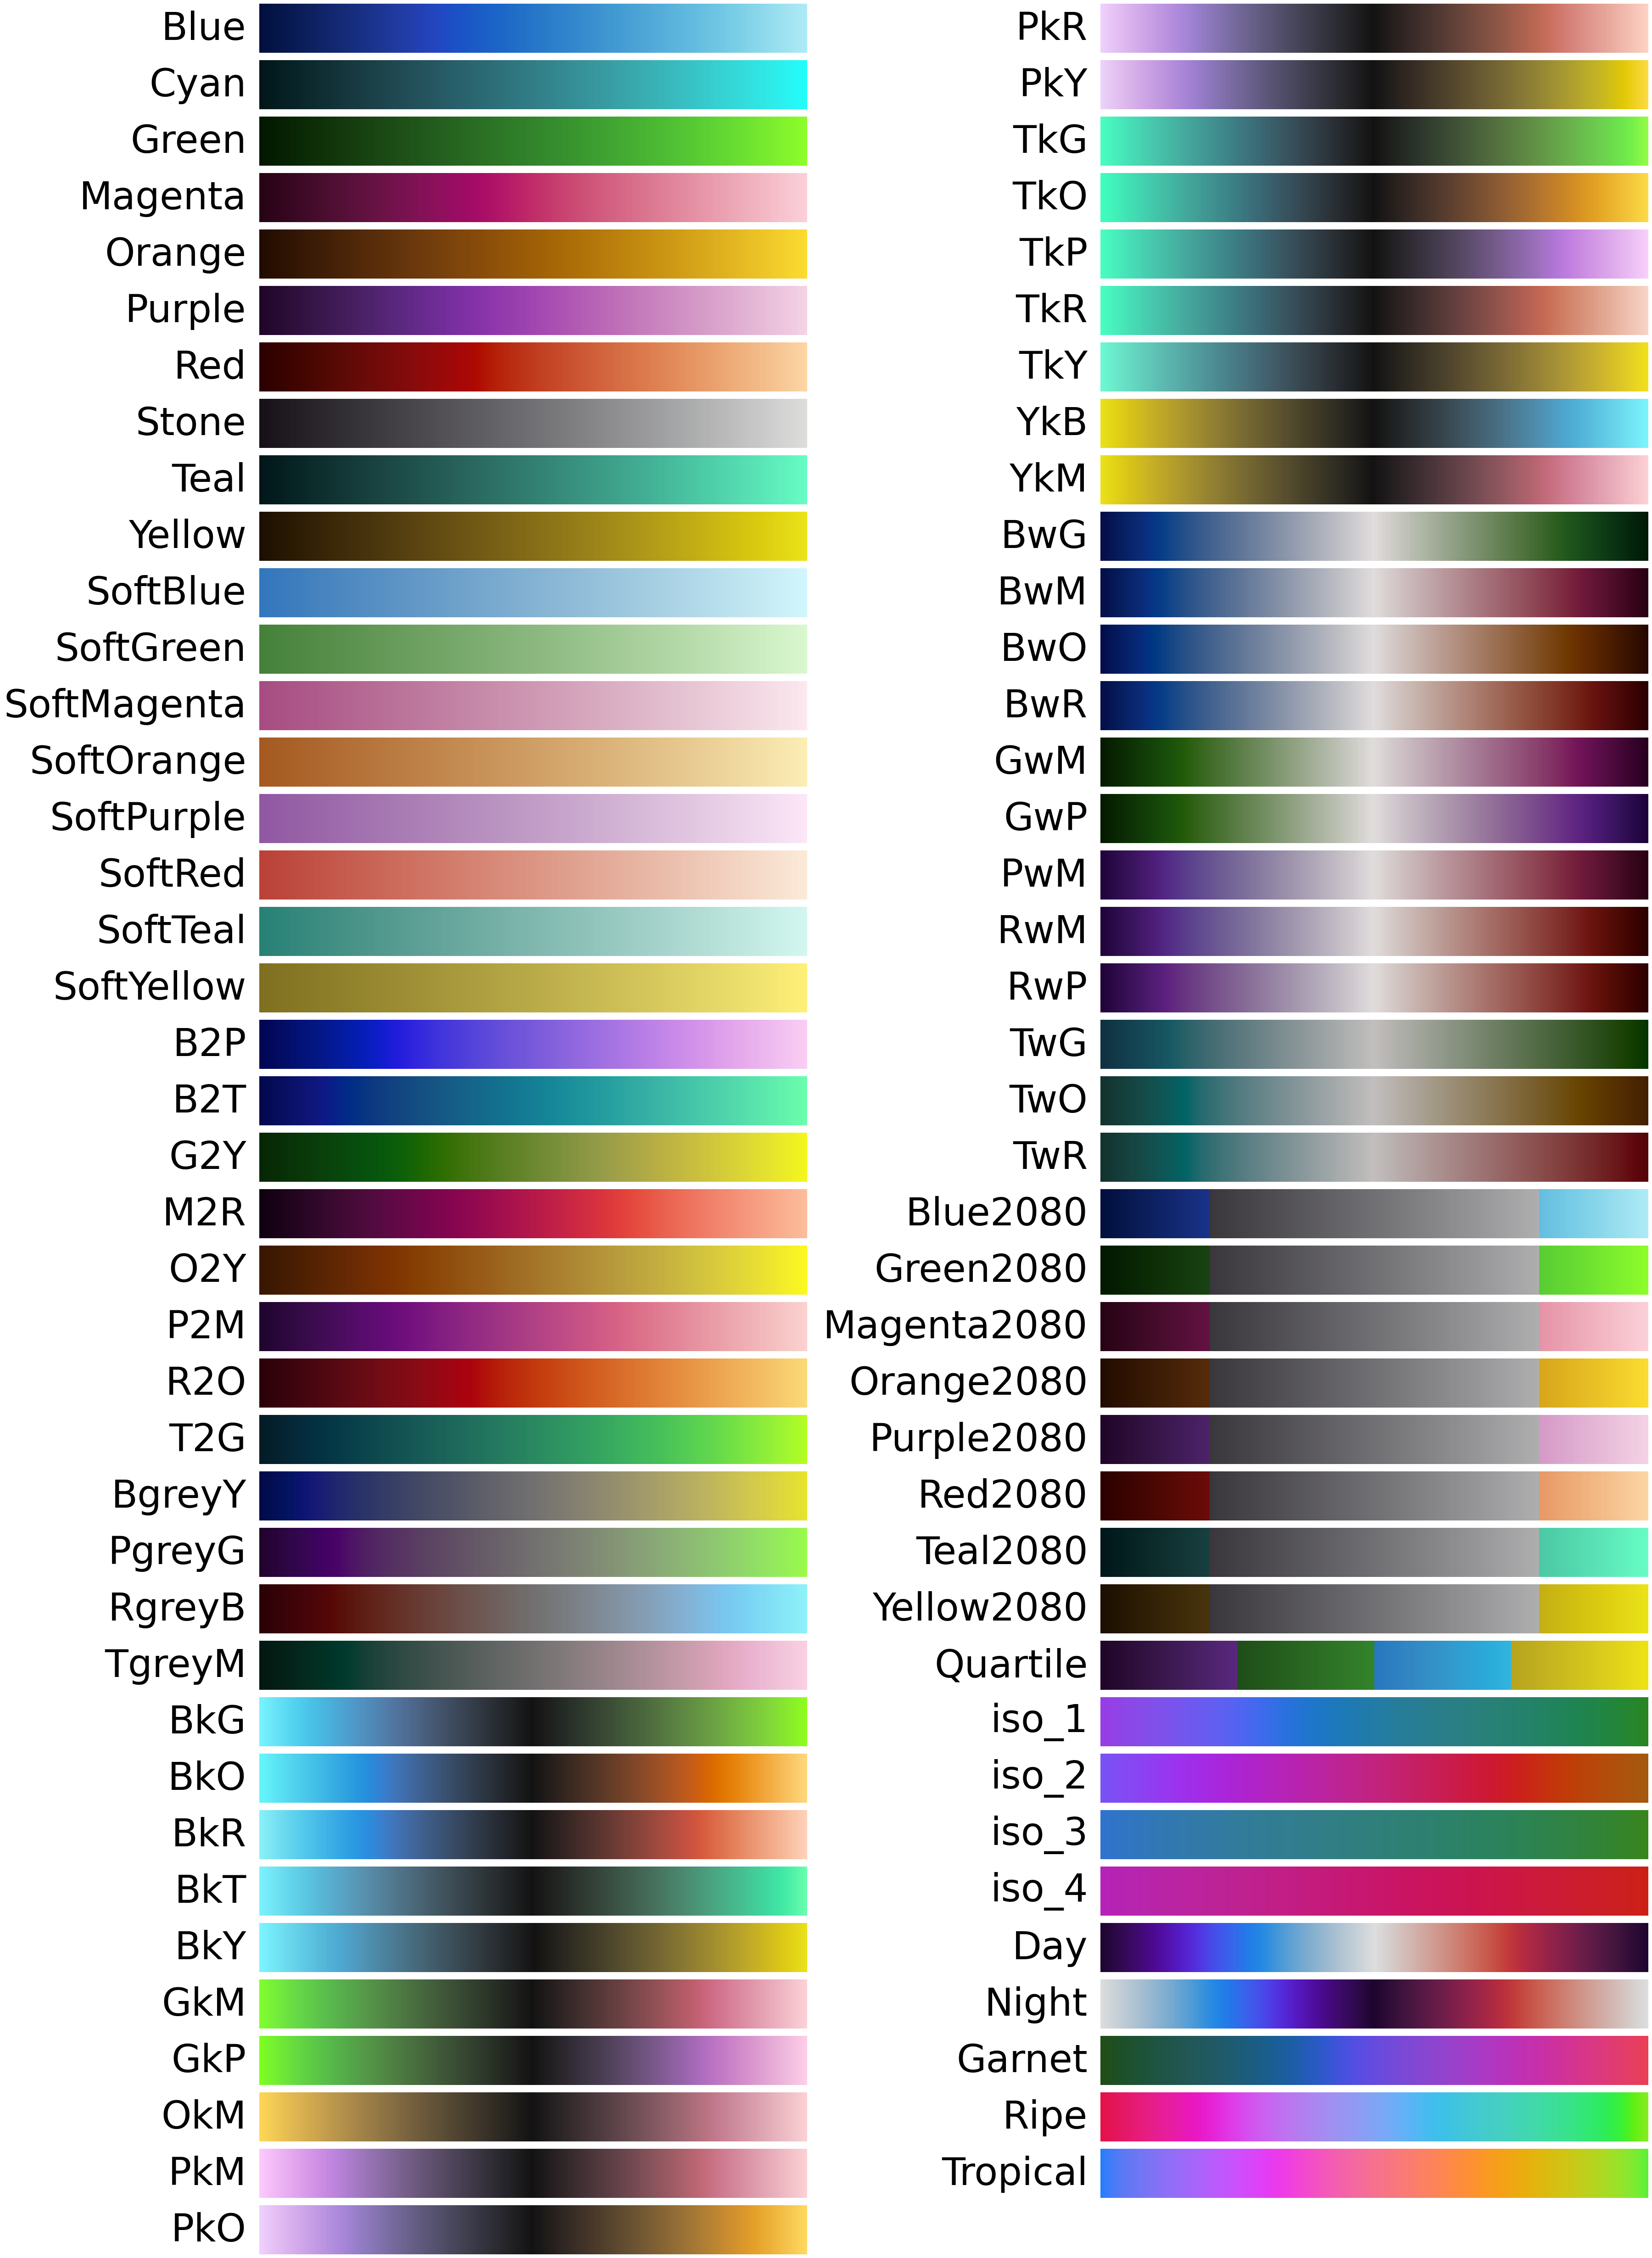 Blue
Cyan
Green
Magenta
Orange
Purple
Red
Stone
Teal
Yellow
SoftBlue
SoftGreen
SoftMagenta
SoftOrange
SoftPurple
SoftRed
SoftTeal
SoftYellow
B2P
B2T
G2Y
M2R
O2Y
P2M
R2O
T2G
BgreyY
PgreyG
RgreyB
TgreyM
BkG
BkO
BkR
BkT
BkY
GkM
GkP
OkM
PkM
PkO
PkR
PkY
TkG
TkO
TkP
TkR
TkY
YkB
YkM
BwG
BwM
BwO
BwR
GwM
GwP
PwM
RwM
RwP
TwG
TwO
TwR
Blue2080
Green2080
Magenta2080
Orange2080
Purple2080
Red2080
Teal2080
Yellow2080
Quartile
iso_1
iso_2
iso_3
iso_4
Day
Night
Garnet
Ripe
Tropical